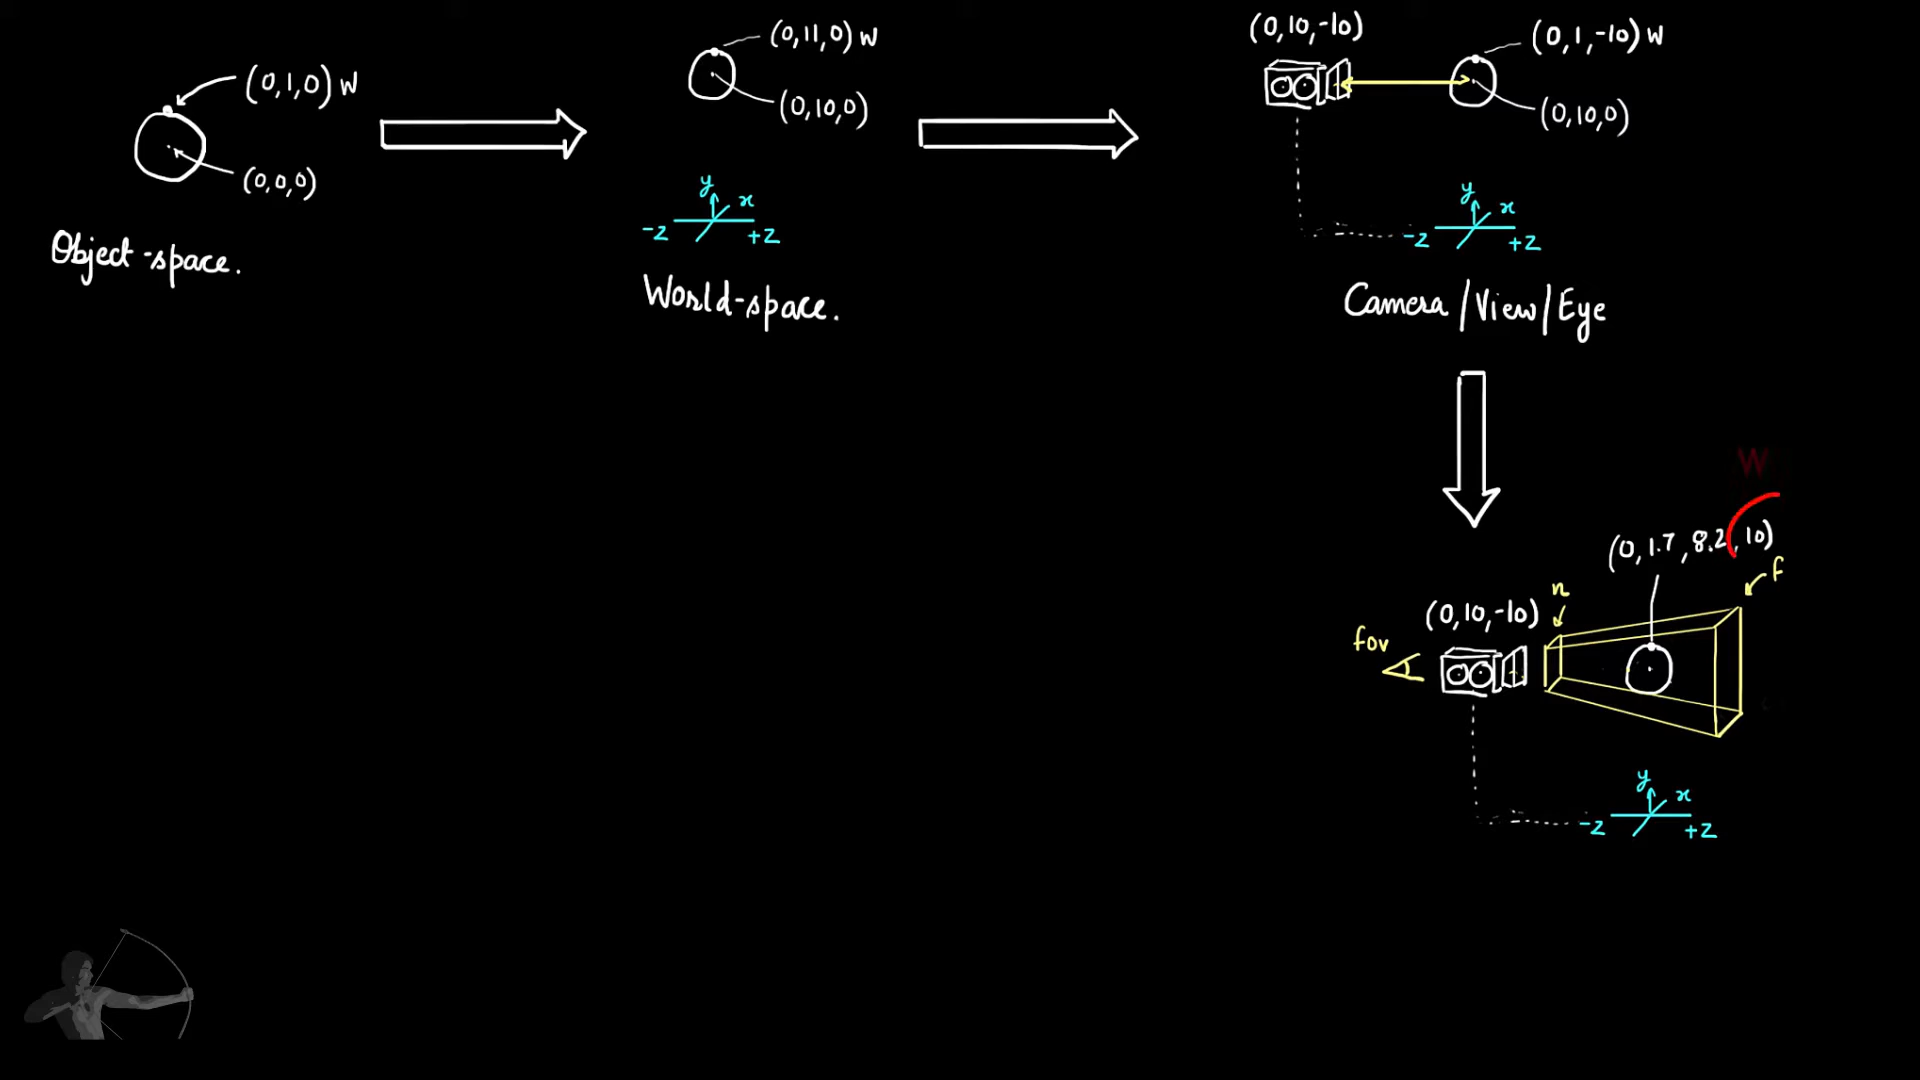 (0,1,0) W
(0,0,0)
Object-space.
(0,11,0) W
(0,10,0)
y
x
-z
+z
World-space.
(0,10,-10)
(0,1,-10) W
(0,10,0)
y
x
-z
+z
Camera/View/Eye
W
(0,1.7,8.2,10)
n
f
(0,10,-10)
fov
y
x
-z
+z